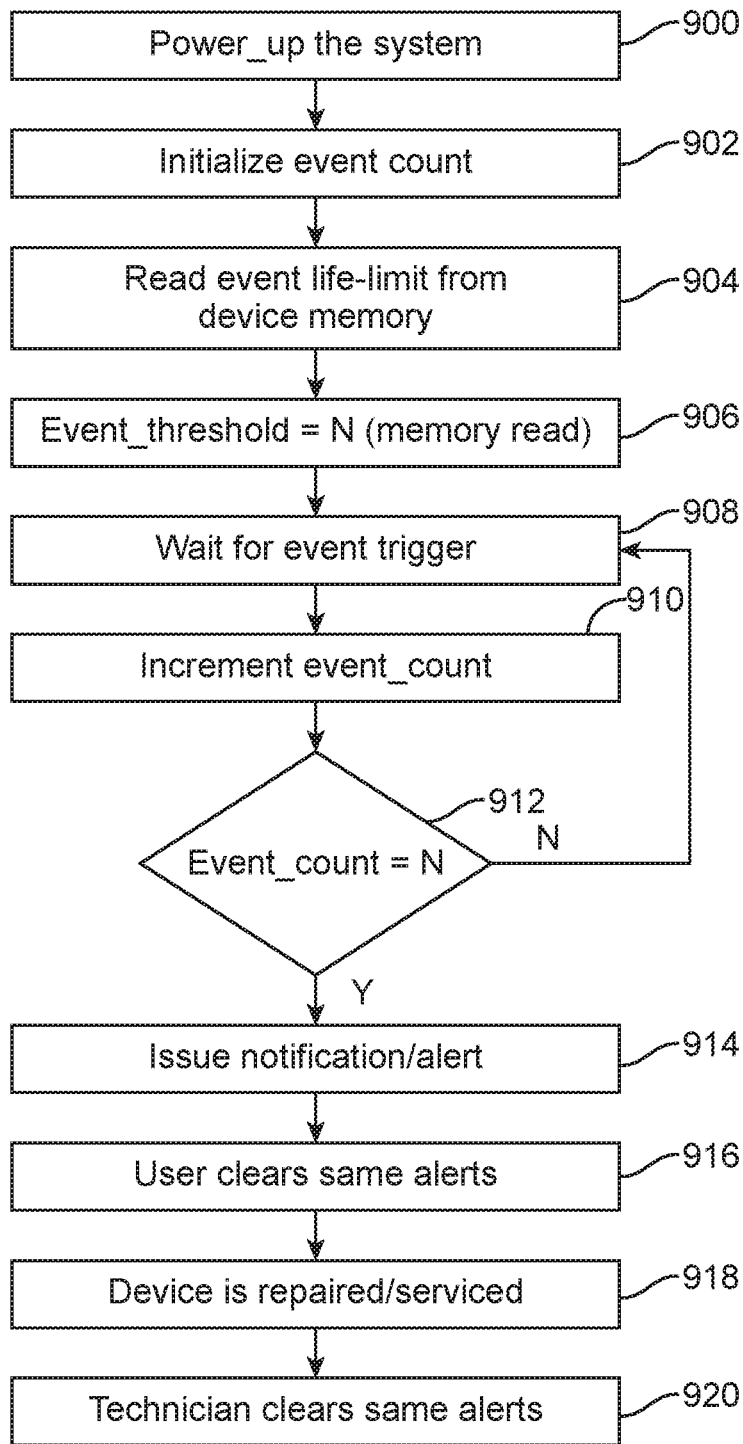 Power_up the system
900
Initialize event count
902
Read event life-limit from
device memory
904
Event_threshold = N (memory read)
906
Wait for event trigger
908
Increment event_count
910
Event_count = N
912
N
Y
Issue notification/alert
914
User clears same alerts
916
Device is repaired/serviced
918
Technician clears same alerts
920